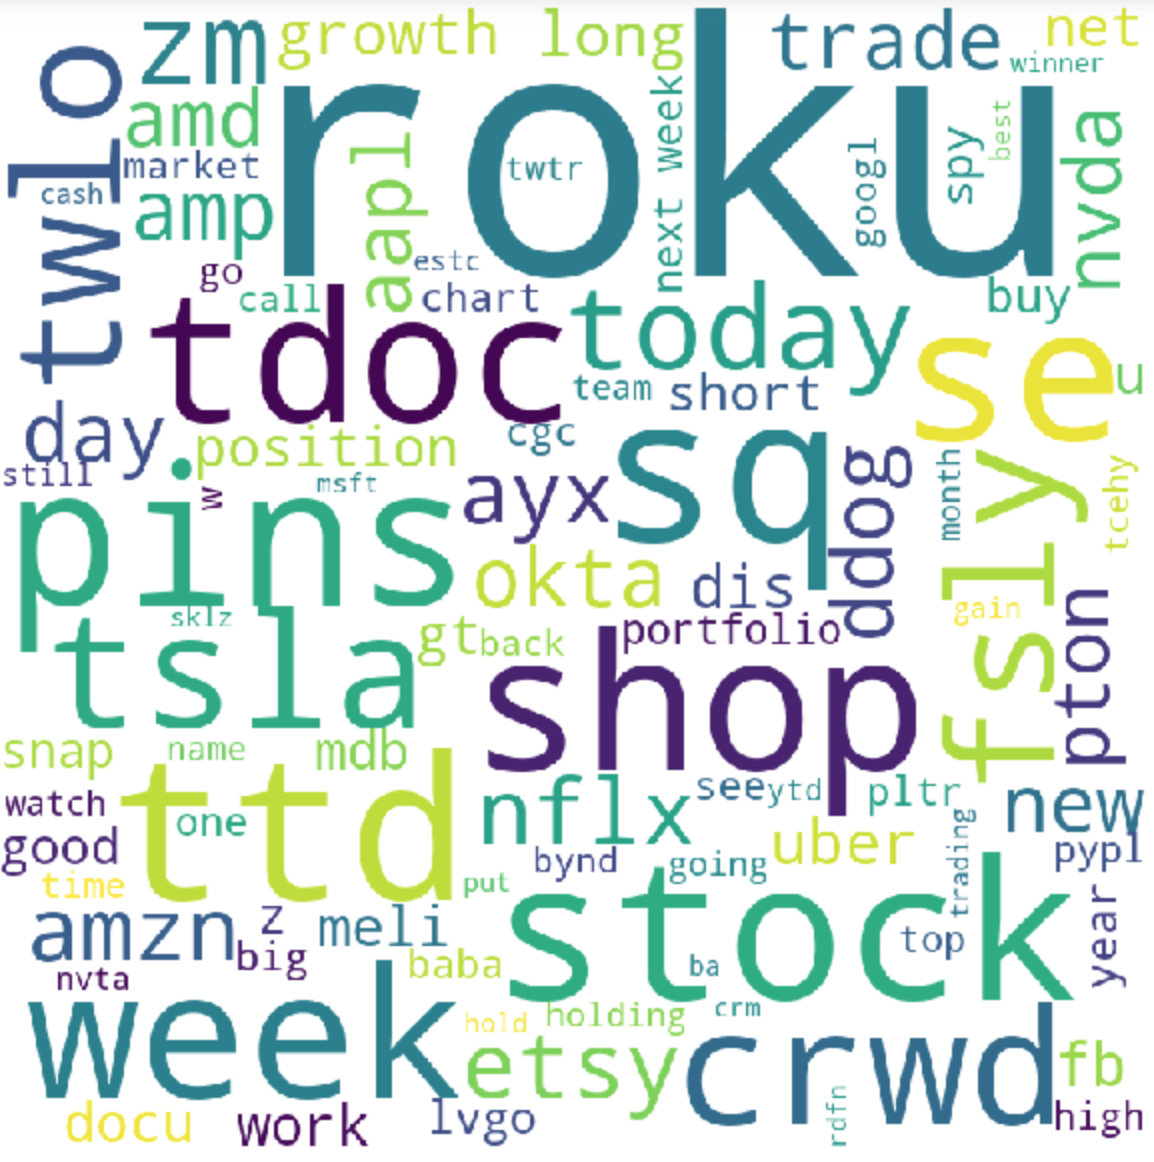 zm
growth
long
trade
net
winner
twlo
amd
roku
market
cash
amp
aapl
twtr
next week
googl
spy
best
nvda
go
call
estc
chart
tdoc
today
buy
team
short
se
u
day
position
cgc
sq
still
w
msft
ayx
ddog
month
fsly
tcehy
pins
okta
dis
sklz
gain
tsla
gt
back
portfolio
shop
pton
snap
name
mdb
watch
ttd
one
nflx
see
ytd
pltr
new
good
bynd
going
uber
trading
pypl
time
put
stock
amzn
z
big
meli
top
year
nvta
baba
ba
week
hold
holding
crm
etsy
crwd
fb
docu
work
lvgo
rdfn
high